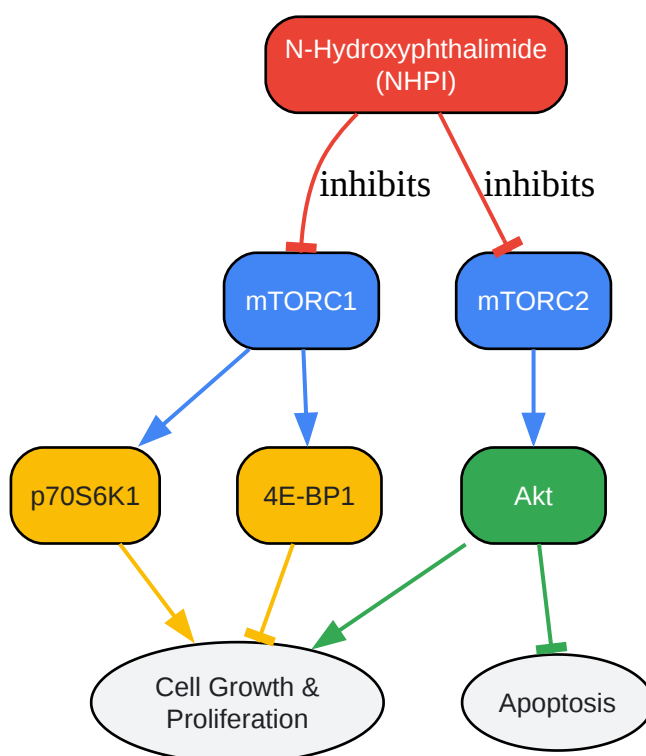 N-Hydroxyphthalimide
(NHPI)
inhibits
inhibits
mTORC1
mTORC2
p70S6K1
4E-BP1
Akt
Cell Growth &
Proliferation
Apoptosis